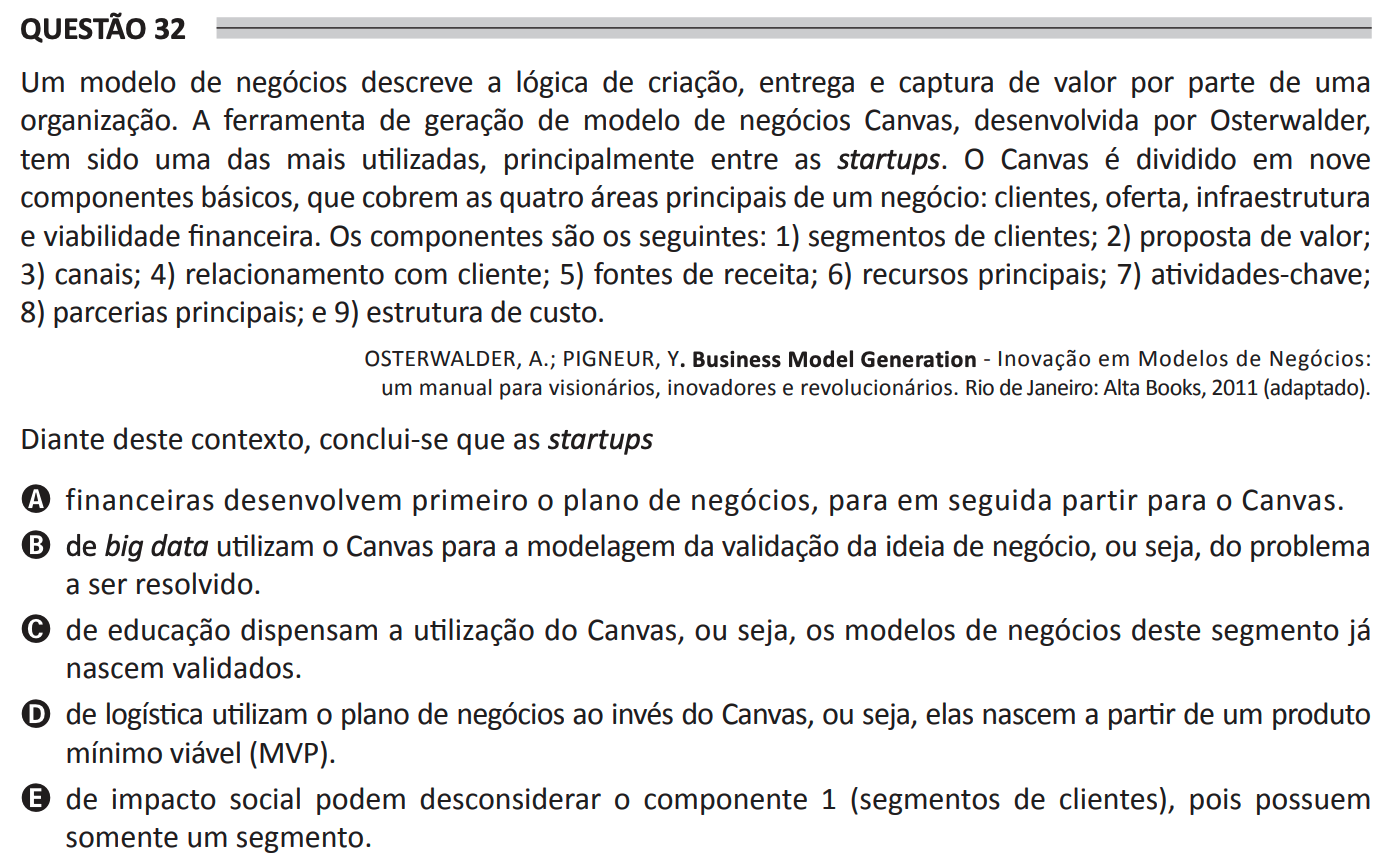 QUESTÃO 32
Um modelo de negócios descreve a lógica de criação, entrega e captura de valor por parte de uma
organização. A ferramenta de geração de modelo de negócios Canvas, desenvolvida por Osterwalder,
tem sido uma das mais utilizadas, principalmente entre as startups. O Canvas é dividido em nove
componentes básicos, que cobrem as quatro áreas principais de um negócio: clientes, oferta, infraestrutura
e viabilidade financeira. Os componentes são os seguintes: 1) segmentos de clientes; 2) proposta de valor;
3) canais; 4) relacionamento com cliente; 5) fontes de receita; 6) recursos principais; 7) atividades-chave;
8) parcerias principais; e 9) estrutura de custo.
OSTERWALDER, A.; PIGNEUR, Y. Business Model Generation - Inovação em Modelos de Negócios:
um manual para visionários, inovadores e revolucionários. Rio de Janeiro: Alta Books, 2011 (adaptado).
Diante deste contexto, conclui-se que as startups
A financeiras desenvolvem primeiro o plano de negócios, para em seguida partir para o Canvas.
B de big data utilizam o Canvas para a modelagem da validação da ideia de negócio, ou seja, do problema
a ser resolvido.
C de educação dispensam a utilização do Canvas, ou seja, os modelos de negócios deste segmento já
nascem validados.
D de logística utilizam o plano de negócios ao invés do Canvas, ou seja, elas nascem a partir de um produto
mínimo viável (MVP).
E de impacto social podem desconsiderar o componente 1 (segmentos de clientes), pois possuem
somente um segmento.